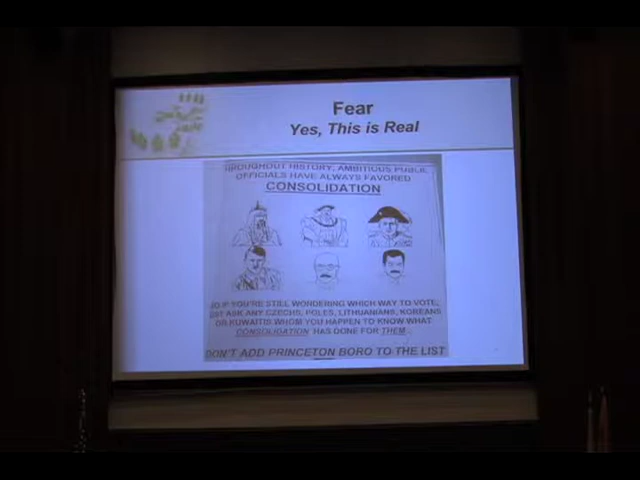 Fear
Yes, This is Real
THROUGHOUT HISTORY, AMBITIOUS PUBLIC
OFFICIALS HAVE ALWAYS FAVORED
CONSOLIDATION
SO IF YOU'RE STILL WONDERING WHICH WAY TO VOTE,
JUST ASK ANY CZECHS, POLES, LITHUANIANS, KOREANS
OR KUWAITIS WHOM YOU HAPPEN TO KNOW WHAT
CONSOLIDATION HAS DONE FOR THEM...
DON'T ADD PRINCETON BORO TO THE LIST